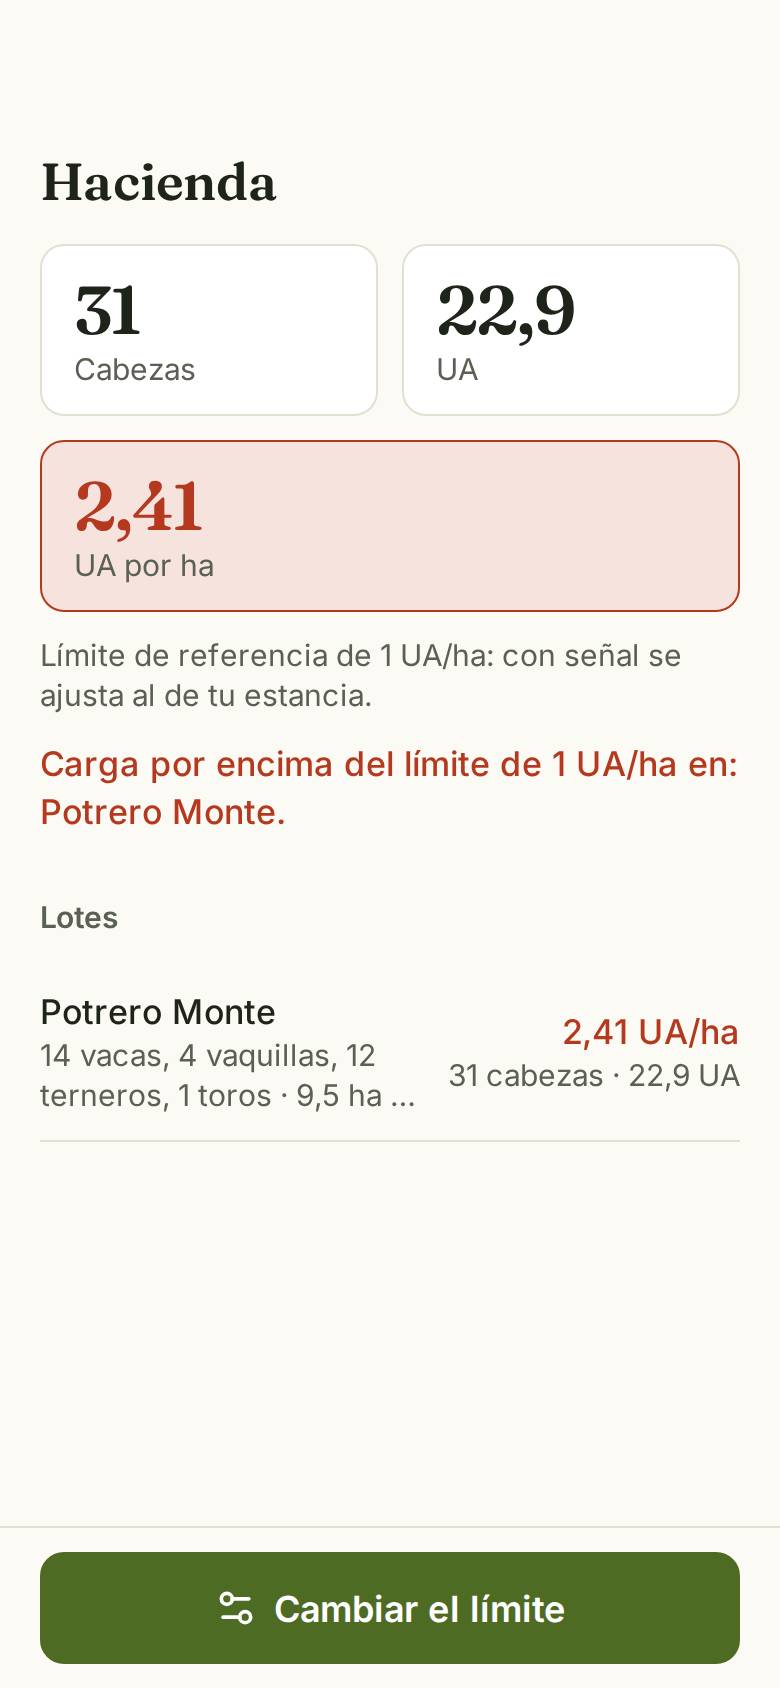 Hacienda
31
Cabezas
22,9
UA
2,41
UA por ha
Límite de referencia de 1 UA/ha: con señal se
ajusta al de tu estancia.
Carga por encima del límite de 1 UA/ha en:
Potrero Monte.
Lotes
Potrero Monte
14 vacas, 4 vaquillas, 12
terneros, 1 toros · 9,5 ha ...
2,41 UA/ha
31 cabezas · 22,9 UA
Cambiar el límite